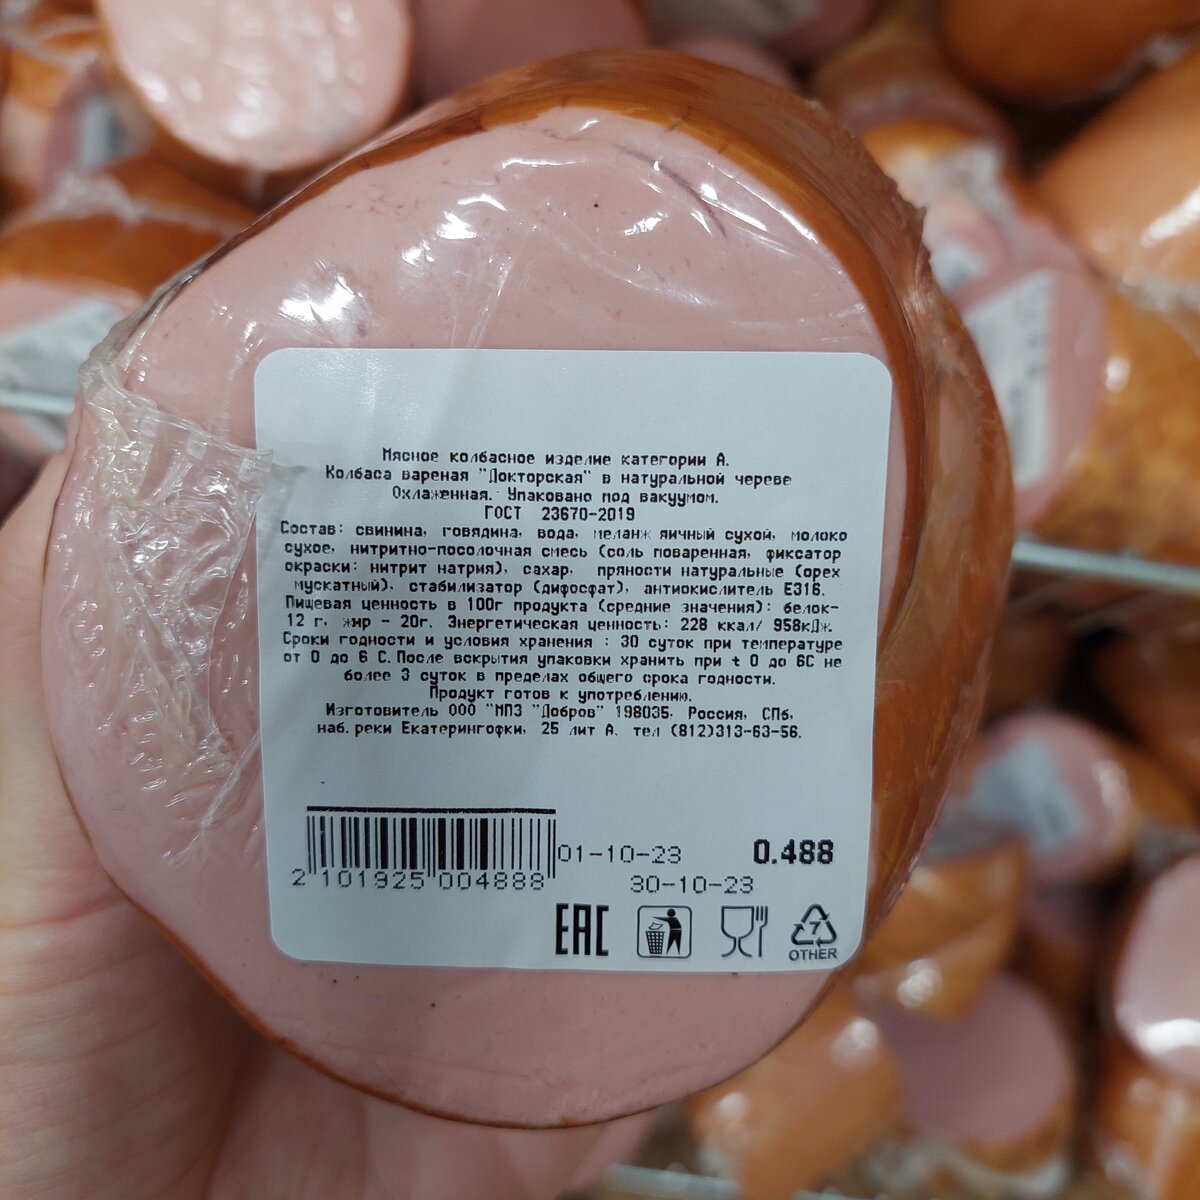 Мясное колбасное изделие категории А.
Колбаса вареная "Докторская" в натуральной череве
Охлажденная. Упаковано под вакуумом.
ГОСТ 23670-2019
Состав: свинина, говядина, вода, меланж яичный сухой, молоко
сухое, нитритно-посолочная смесь (соль поваренная, фиксатор
окраски: нитрит натрия), сахар, пряности натуральные (орех
мускатный), стабилизатор (дифосфат), антиокислитель Е316.
Пищевая ценность в 100г продукта (средние значения): белок-
12 г, жир - 20г. Энергетическая ценность: 228 ккал/ 958кДж.
Сроки годности и условия хранения : 30 суток при температуре
от 0 до 6 С. После вскрытия упаковки хранить при t 0 до 6С не
более 3 суток в пределах общего срока годности.
Продукт готов к употреблению.
Изготовитель ООО "МПЗ "Добров" 198035, Россия, СПб,
наб. реки Екатерингофки, 25 лит А, тел (812)313-63-56.
01-10-23 0.488
2 101925 004888 30-10-23
EAC 7
OTHER